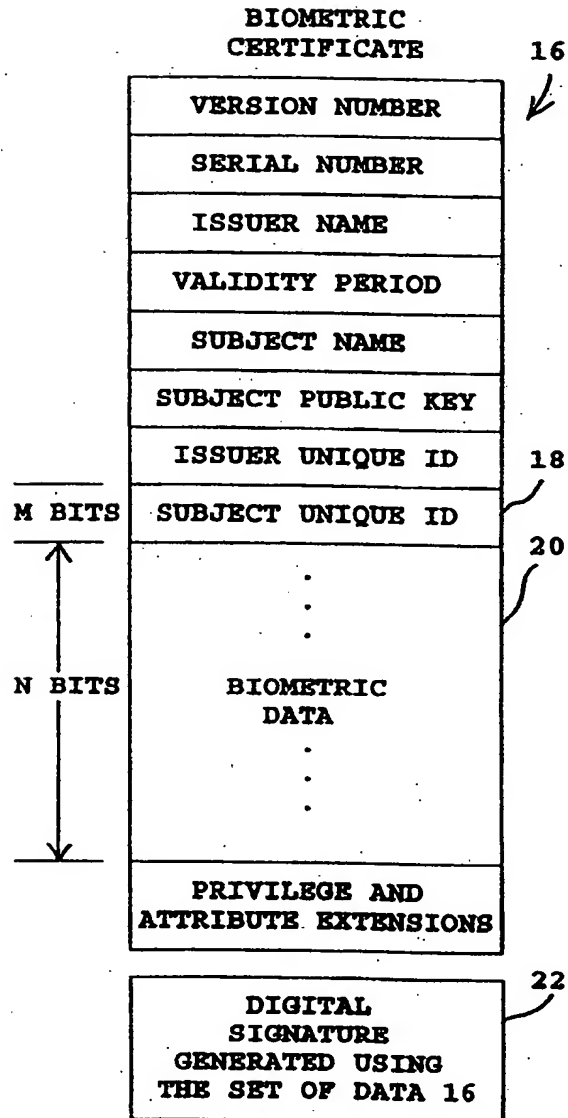 BIOMETRIC
CERTIFICATE
16
VERSION NUMBER
SERIAL NUMBER
ISSUER NAME
VALIDITY PERIOD
SUBJECT NAME
SUBJECT PUBLIC KEY
ISSUER UNIQUE ID
18
M BITS
SUBJECT UNIQUE ID
20
N BITS
BIOMETRIC
DATA
PRIVILEGE AND
ATTRIBUTE EXTENSIONS
22
DIGITAL
SIGNATURE
GENERATED USING
THE SET OF DATA 16